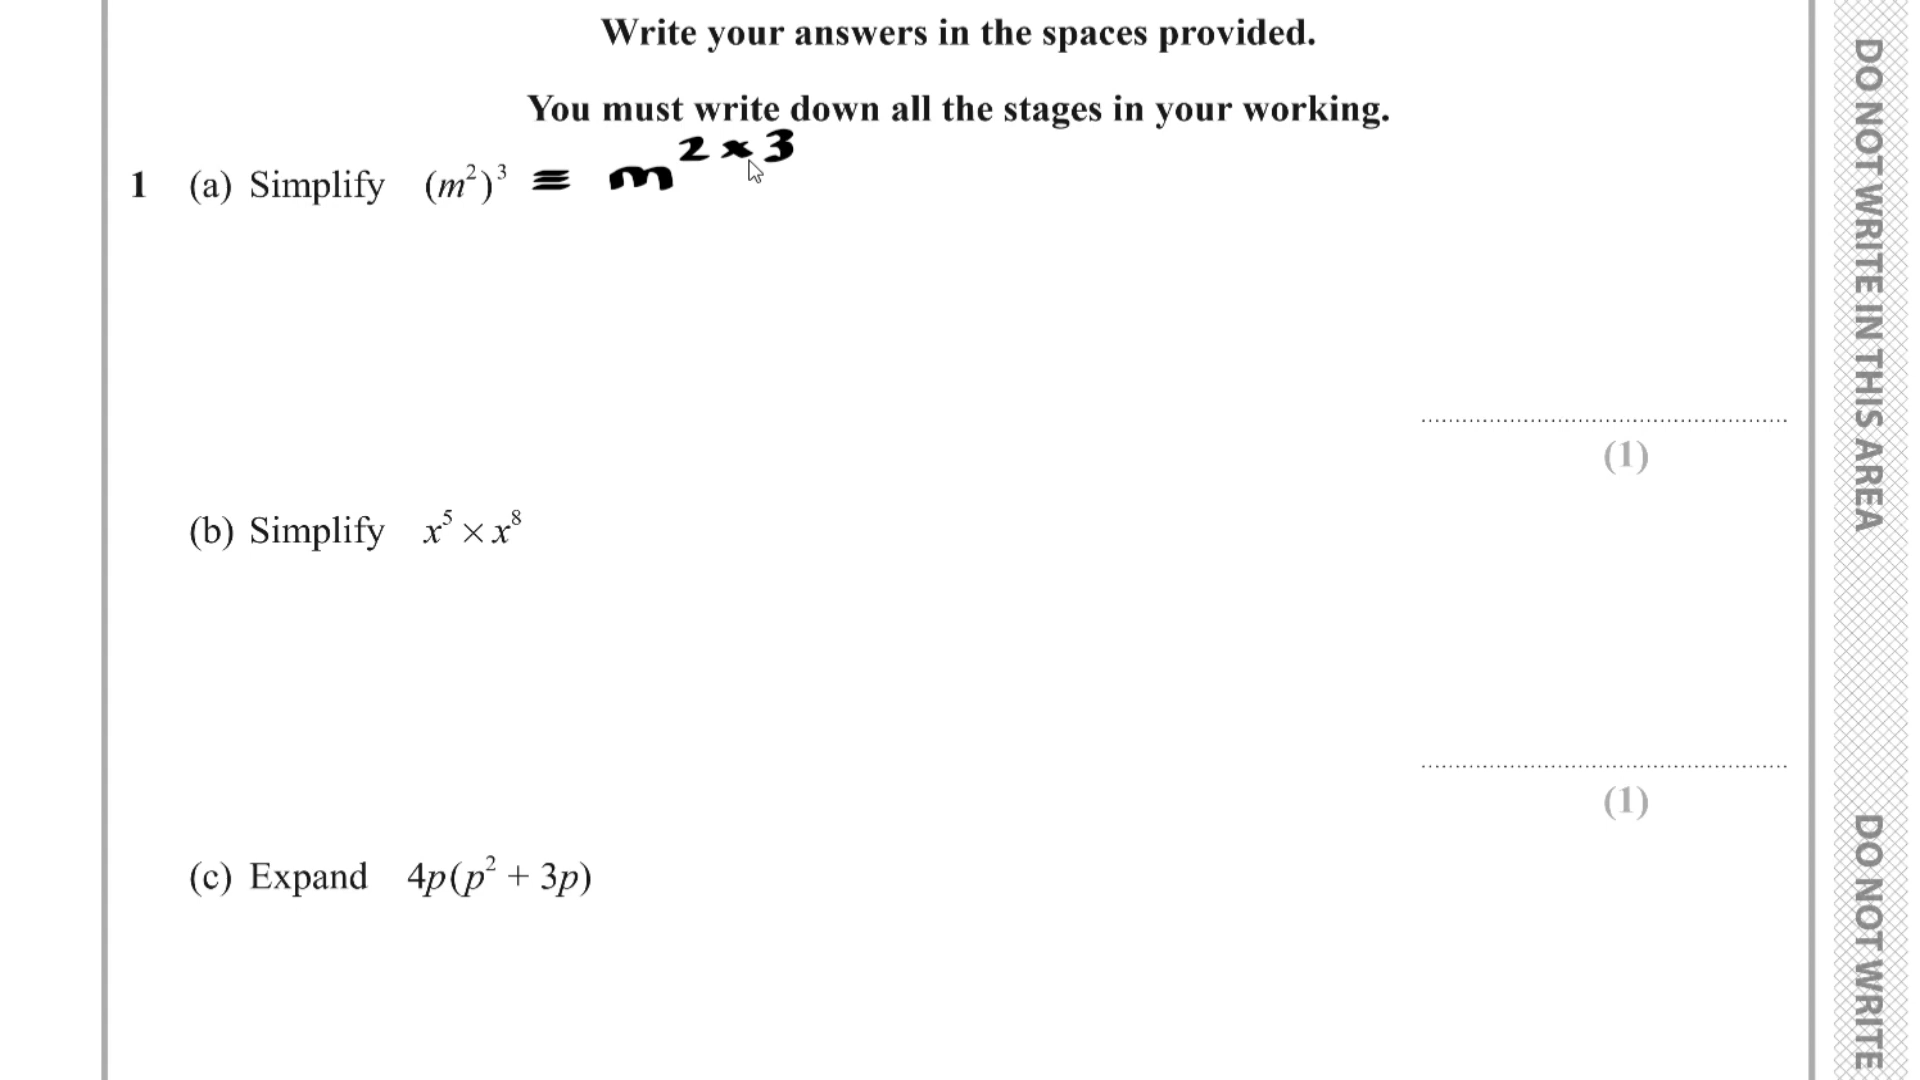 Write your answers in the spaces provided.
You must write down all the stages in your working.
1 (a) Simplify (m²)³ ≡ m²ˣ³
(1)
(b) Simplify x⁵ × x⁸
(1)
(c) Expand 4p(p² + 3p)
DO NOT WRITE IN THIS AREA
DO NOT WRITE